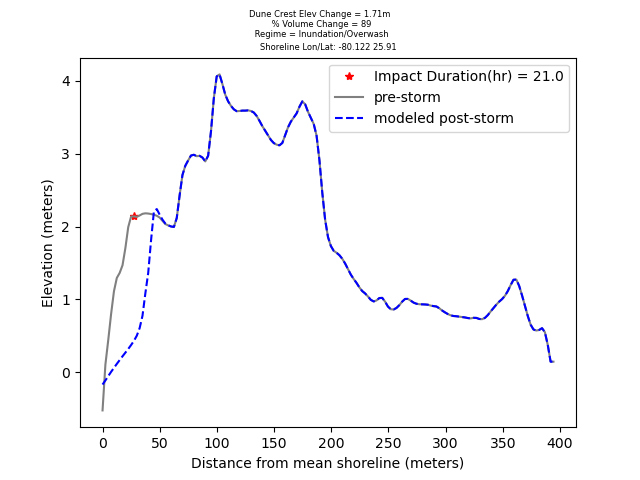 Dune Crest Elev Change = 1.71m
% Volume Change = 89
Regime = Inundation/Overwash
Shoreline Lon/Lat: -80.122 25.91
Impact Duration(hr) = 21.0
pre-storm
modeled post-storm
Elevation (meters)
4
3
2
1
0
0 50 100 150 200 250 300 350 400
Distance from mean shoreline (meters)